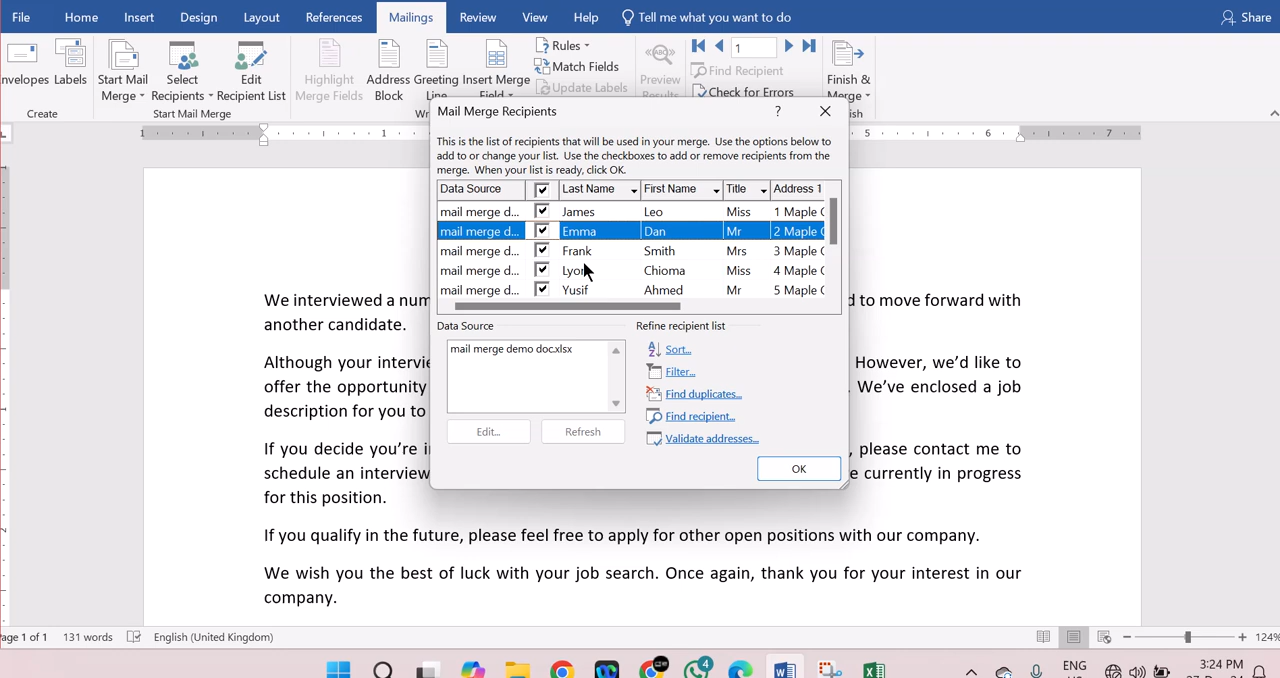 File Home Insert Design Layout References Mailings Review View Help Tell me what you want to do Share
nvelopes Labels Start Mail Merge Select Recipients Edit Recipient List Highlight Merge Fields Address Block Greeting Line Insert Merge Field Rules Match Fields Update Labels Preview Results 1 Find Recipient Check for Errors Finish & Merge
Create Start Mail Merge Wr ish
Mail Merge Recipients ?
1 1 5 6 7
This is the list of recipients that will be used in your merge. Use the options below to
add to or change your list. Use the checkboxes to add or remove recipients from the
merge. When your list is ready, click OK.
Data Source Last Name First Name Title Address 1
mail merge d... James Leo Miss 1 Maple
mail merge d... Emma Dan Mr 2 Maple
mail merge d... Frank Smith Mrs 3 Maple
mail merge d... Chioma Miss 4 Maple
mail merge d... Yusif Ahmed Mr 5 Maple
Data Source Refine recipient list
mail merge demo doc.xlsx Sort...
Filter...
Find duplicates...
Find recipient...
Validate addresses...
Edit... Refresh
OK
We interviewed a num d to move forward with
another candidate.
Although your intervie However, we'd like to
offer the opportunity . We've enclosed a job
description for you to
If you decide you're i , please contact me to
schedule an interview e currently in progress
for this position.
If you qualify in the future, please feel free to apply for other open positions with our company.
We wish you the best of luck with your job search. Once again, thank you for your interest in our
company.
age 1 of 1 131 words English (United Kingdom) 124%
4 ENG 3:24 PM